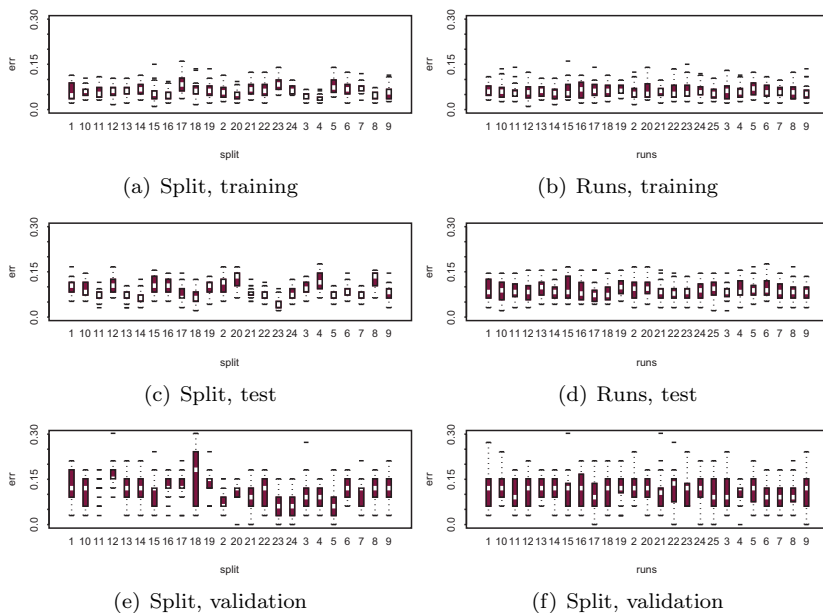 0.30
0.15
0.0
err
1 10 11 12 13 14 15 16 17 18 19 2 20 21 22 23 24 3 4 5 6 7 8 9
split
(a) Split, training
0.30
0.15
0.0
err
1 10 11 12 13 14 15 16 17 18 19 2 20 21 22 23 24 25 3 4 5 6 7 8 9
runs
(b) Runs, training
0.30
0.15
0.0
err
1 10 11 12 13 14 15 16 17 18 19 2 20 21 22 23 24 3 4 5 6 7 8 9
split
(c) Split, test
0.30
0.15
0.0
err
1 10 11 12 13 14 15 16 17 18 19 2 20 21 22 23 24 25 3 4 5 6 7 8 9
runs
(d) Runs, test
0.30
0.15
0.0
err
1 10 11 12 13 14 15 16 17 18 19 2 20 21 22 23 24 3 4 5 6 7 8 9
split
(e) Split, validation
0.30
0.15
0.0
err
1 10 11 12 13 14 15 16 17 18 19 2 20 21 22 23 24 25 3 4 5 6 7 8 9
runs
(f) Split, validation